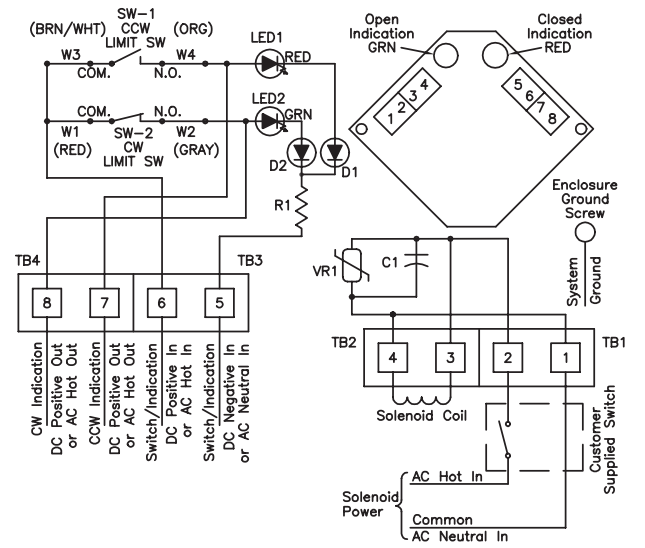 SW-1
(BRN/WHT) CCW (ORG)
LIMIT SW
W3 W4
COM. N.O.
LED1
RED
COM. N.O.
LED2
GRN
W1 SW-2 W2
(RED) CW (GRAY)
LIMIT SW
D2 D1
R1
TB4 TB3
8 7 6 5
CW Indication
DC Positive Out
or AC Hot Out
CCW Indication
DC Positive Out
or AC Hot Out
Switch/Indication
DC Positive In
or AC Hot In
Switch/Indication
DC Negative In
or AC Neutral In
Open
Indication
GRN
Closed
Indication
RED
1 2 3 4
5 6 7 8
Enclosure
Ground
Screw
System
Ground
VR1 C1
TB2 TB1
4 3 2 1
Solenoid Coil
Customer
Supplied Switch
AC Hot In
Solenoid
Power
Common
AC Neutral In